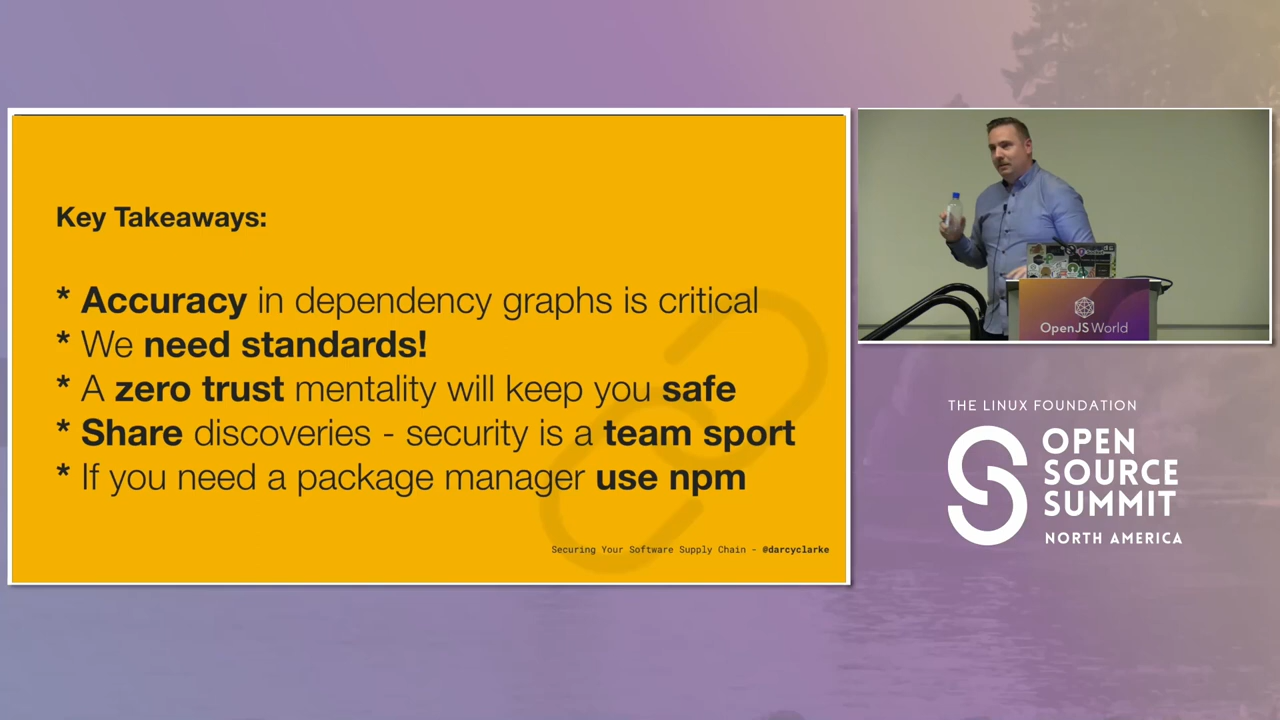 Key Takeaways:
* Accuracy in dependency graphs is critical
* We need standards!
* A zero trust mentality will keep you safe
* Share discoveries - security is a team sport
* If you need a package manager use npm
Securing Your Software Supply Chain - @darcyclarke
OpenJS World
THE LINUX FOUNDATION
OPEN
SOURCE
SUMMIT
NORTH AMERICA